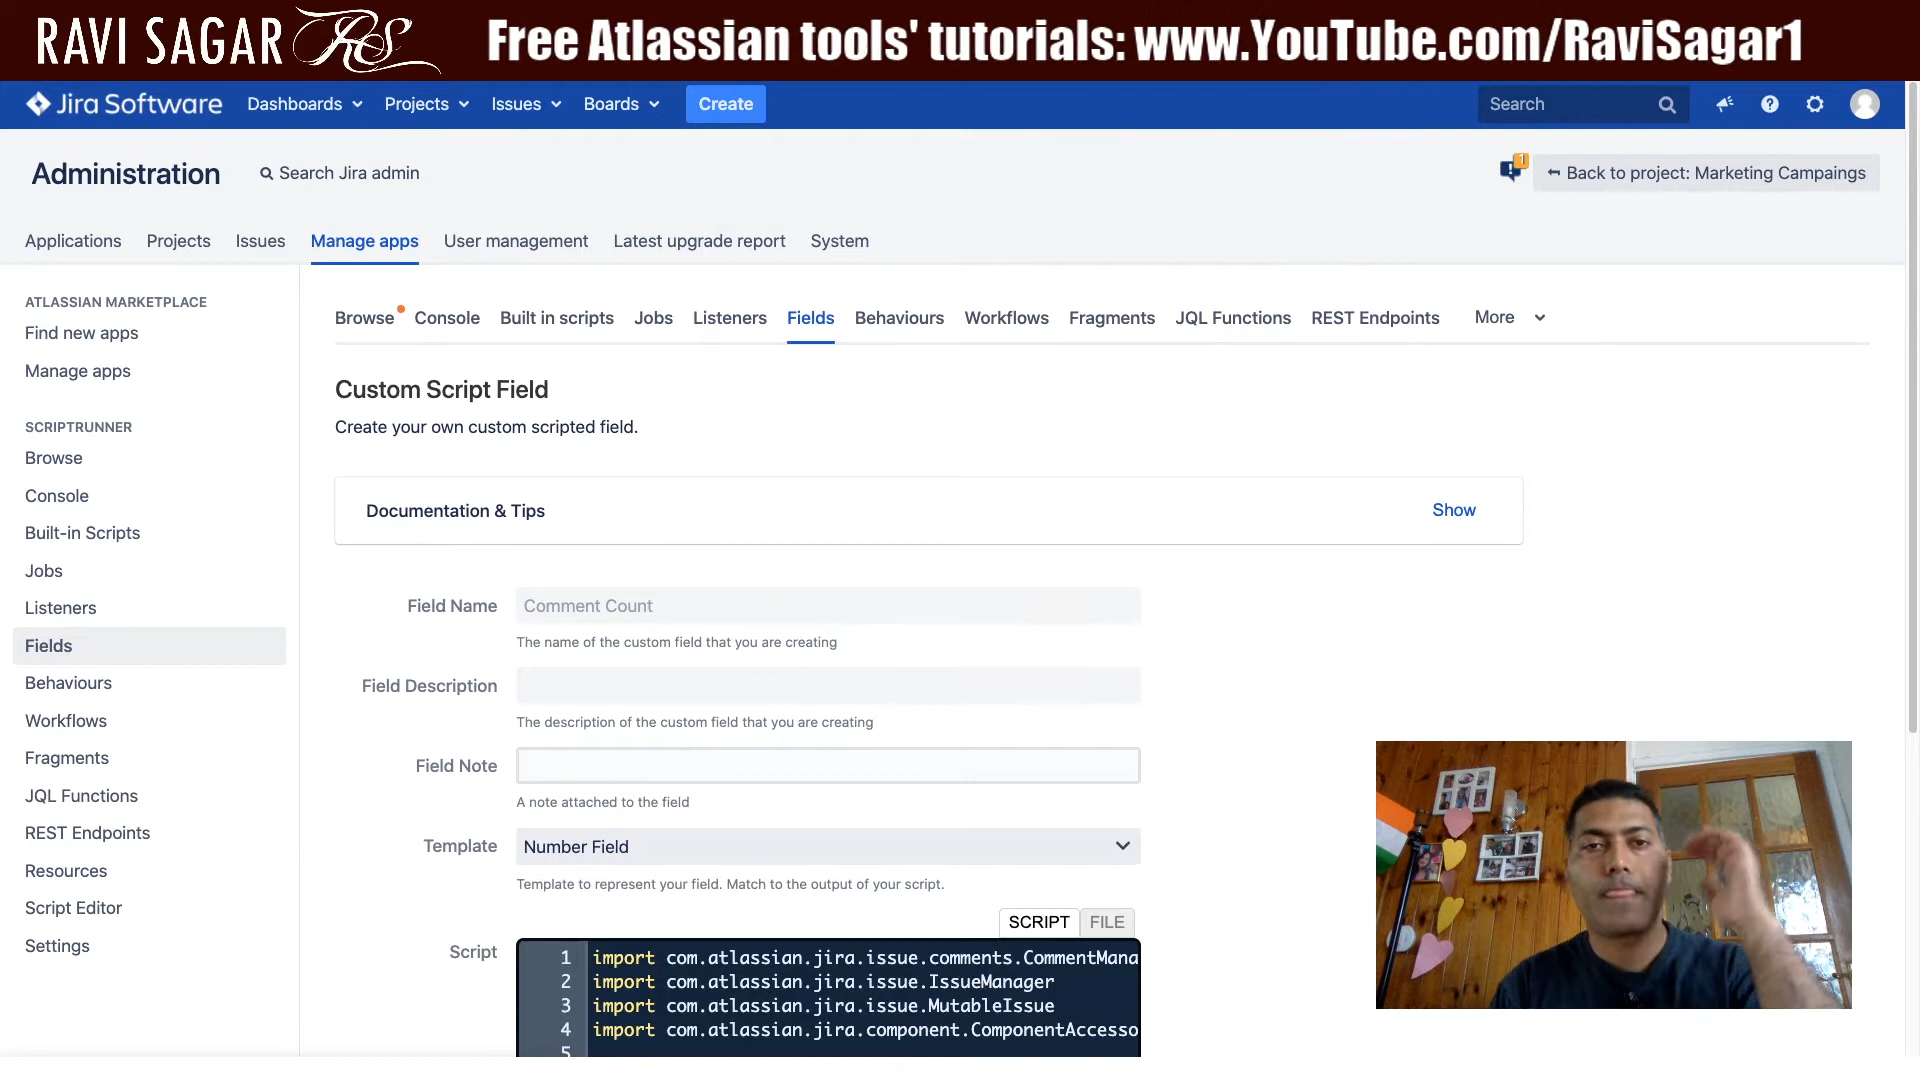 RAVI SAGAR RS Free Atlassian tools' tutorials: www.YouTube.com/RaviSagar1
Jira Software Dashboards Projects Issues Boards Create Search
Administration Search Jira admin 1 Back to project: Marketing Campaings
Applications Projects Issues Manage apps User management Latest upgrade report System
ATLASSIAN MARKETPLACE
Find new apps
Manage apps
SCRIPTRUNNER
Browse
Console
Built-in Scripts
Jobs
Listeners
Fields
Behaviours
Workflows
Fragments
JQL Functions
REST Endpoints
Resources
Script Editor
Settings
Browse Console Built in scripts Jobs Listeners Fields Behaviours Workflows Fragments JQL Functions REST Endpoints More
Custom Script Field
Create your own custom scripted field.
Documentation & Tips Show
Field Name Comment Count
The name of the custom field that you are creating
Field Description
The description of the custom field that you are creating
Field Note
A note attached to the field
Template Number Field
Template to represent your field. Match to the output of your script.
SCRIPT FILE
Script
1 import com.atlassian.jira.issue.comments.CommentMana
2 import com.atlassian.jira.issue.IssueManager
3 import com.atlassian.jira.issue.MutableIssue
4 import com.atlassian.jira.component.ComponentAccesso
5